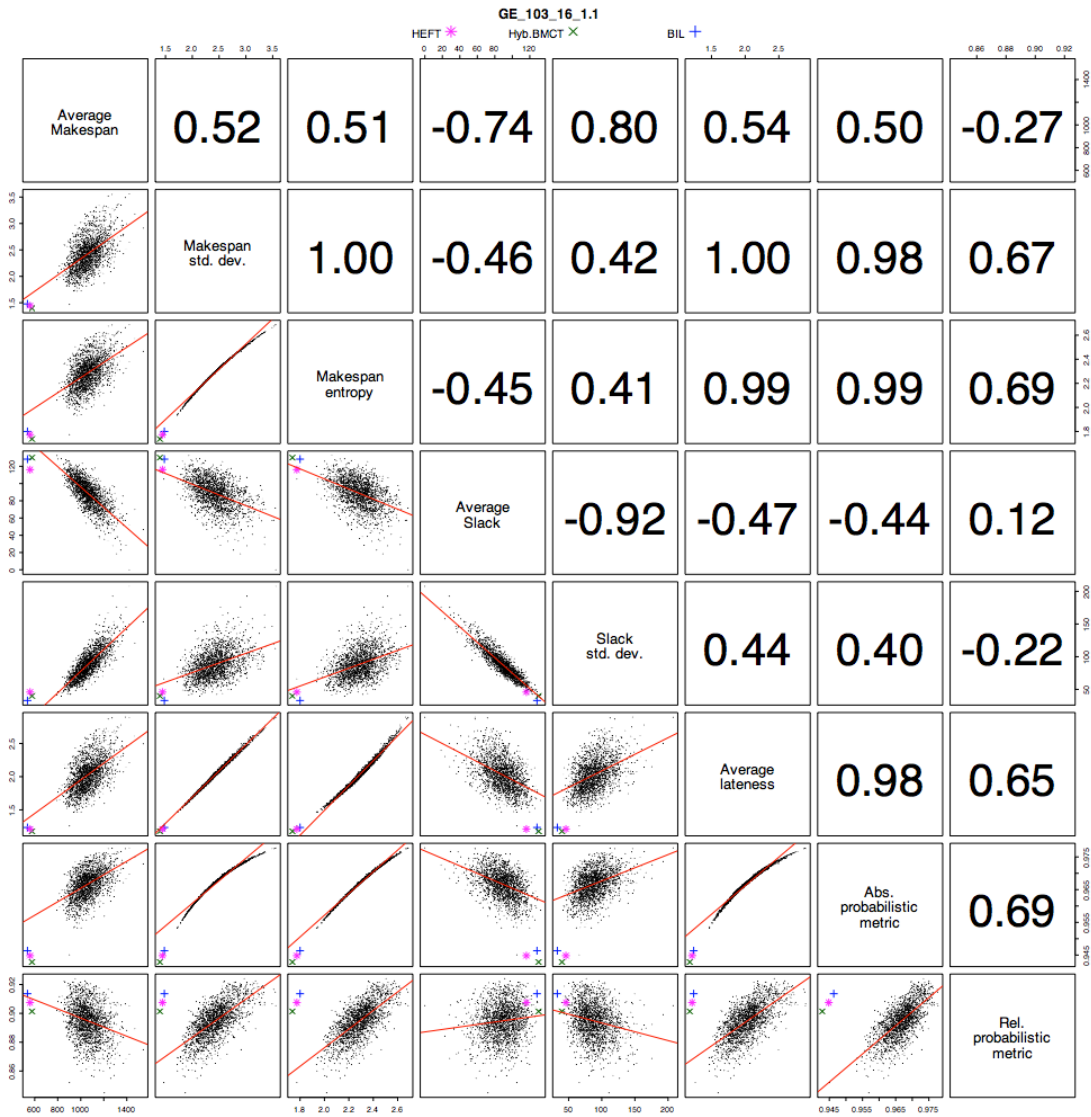 GE_103_16_1.1
HEFT Hyb.BMCT BIL
1.5 2.0 2.5 3.0 3.5 0 20 40 60 80 120 1.5 2.0 2.5 0.86 0.88 0.90 0.92
Average
Makespan
0.52 0.51 -0.74 0.80 0.54 0.50 -0.27
600 800 1000 1400
1.5 2.0 2.5 3.0 3.5
Makespan
std. dev.
1.00 -0.46 0.42 1.00 0.98 0.67
Makespan
entropy
-0.45 0.41 0.99 0.99 0.69
1.8 2.0 2.2 2.4 2.6
0 20 40 60 80 120
Average
Slack
-0.92 -0.47 -0.44 0.12
Slack
std. dev.
0.44 0.40 -0.22
50 100 150 200
1.5 2.0 2.5
Average
lateness
0.98 0.65
Abs.
probabilistic
metric
0.69
0.945 0.955 0.965 0.975
0.86 0.88 0.90 0.92
Rel.
probabilistic
metric
600 800 1000 1400 1.8 2.0 2.2 2.4 2.6 50 100 150 200 0.945 0.955 0.965 0.975